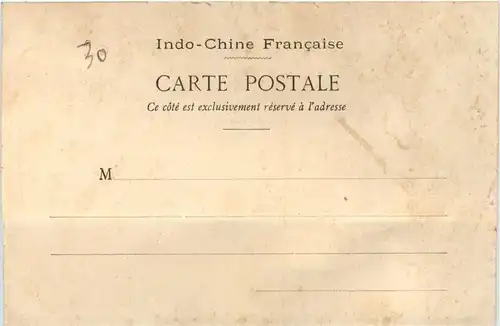 30
Indo-Chine Française
CARTE POSTALE
Ce côté est exclusivement réservé à l'adresse
M